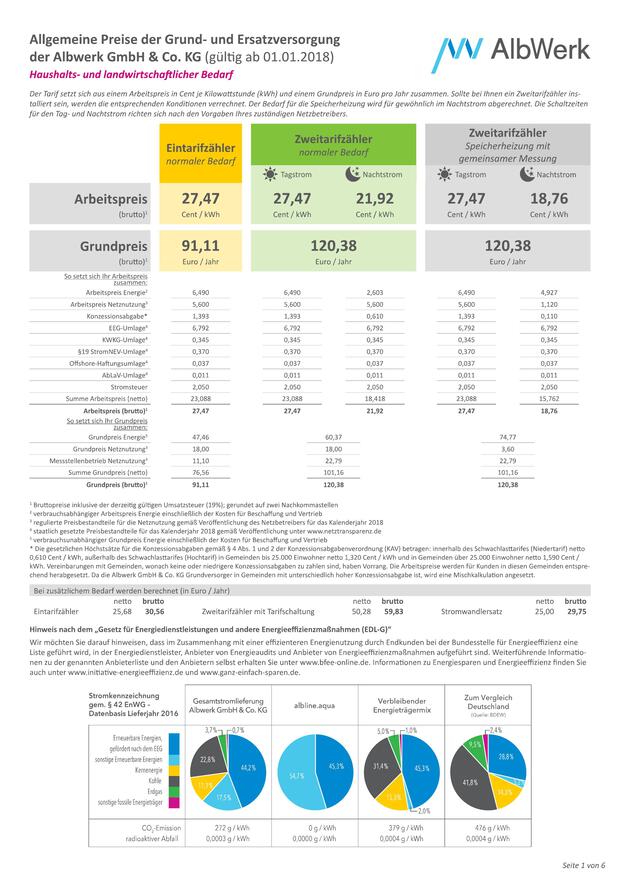 Allgemeine Preise der Grund- und Ersatzversorgung
der Albwerk GmbH & Co. KG (gültig ab 01.01.2018)
Haushalts- und landwirtschaftlicher Bedarf
AlbWerk
Der Tarif setzt sich aus einem Arbeitspreis in Cent je Kilowattstunde (kWh) und einem Grundpreis in Euro pro Jahr zusammen. Sollte bei Ihnen ein Zweitarifzähler ins-
talliert sein, werden die entsprechenden Konditionen verrechnet. Der Bedarf für die Speicherheizung wird für gewöhnlich im Nachtstrom abgerechnet. Die Schaltzeiten
für den Tag- und Nachtstrom richten sich nach den Vorgaben Ihres zuständigen Netzbetreibers.
Eintarifzähler
normaler Bedarf
Zweitarifzähler
normaler Bedarf
Zweitarifzähler
Speicherheizung mit
gemeinsamer Messung
Tagstrom Nachtstrom Tagstrom Nachtstrom
Arbeitspreis 27,47 27,47 21,92 27,47 18,76
(brutto)¹ Cent / kWh Cent / kWh Cent / kWh Cent / kWh Cent / kWh
Grundpreis 91,11 120,38 120,38
(brutto)¹ Euro / Jahr Euro / Jahr Euro / Jahr
So setzt sich Ihr Arbeitspreis
zusammen:
Arbeitspreis Energie² 6,490 6,490 2,603 6,490 4,927
Arbeitspreis Netznutzung³ 5,600 5,600 5,600 5,600 1,120
Konzessionsabgabe* 1,393 1,393 0,610 1,393 0,110
EEG-Umlage⁴ 6,792 6,792 6,792 6,792 6,792
KWKG-Umlage⁴ 0,345 0,345 0,345 0,345 0,345
§19 StromNEV-Umlage⁴ 0,370 0,370 0,370 0,370 0,370
Offshore-Haftungsumlage⁴ 0,037 0,037 0,037 0,037 0,037
AbLaV-Umlage⁴ 0,011 0,011 0,011 0,011 0,011
Stromsteuer 2,050 2,050 2,050 2,050 2,050
Summe Arbeitspreis (netto) 23,088 23,088 18,418 23,088 15,762
Arbeitspreis (brutto)¹ 27,47 27,47 21,92 27,47 18,76
So setzt sich Ihr Grundpreis
zusammen:
Grundpreis Energie⁵ 47,46 60,37 74,77
Grundpreis Netznutzung³ 18,00 18,00 3,60
Messstellenbetrieb Netznutzung³ 11,10 22,79 22,79
Summe Grundpreis (netto) 76,56 101,16 101,16
Grundpreis (brutto)¹ 91,11 120,38 120,38
¹ Bruttopreise inklusive der derzeitig gültigen Umsatzsteuer (19%); gerundet auf zwei Nachkommastellen
² verbrauchsabhängiger Arbeitspreis Energie einschließlich der Kosten für Beschaffung und Vertrieb
³ regulierte Preisbestandteile für die Netznutzung gemäß Veröffentlichung des Netzbetreibers für das Kalenderjahr 2018
⁴ staatlich gesetzte Preisbestandteile für das Kalenderjahr 2018 gemäß Veröffentlichung unter www.netztransparenz.de
⁵ verbrauchsunabhängiger Grundpreis Energie einschließlich der Kosten für Beschaffung und Vertrieb
* Die gesetzlichen Höchstsätze für die Konzessionsabgaben gemäß § 4 Abs. 1 und 2 der Konzessionsabgabenverordnung (KAV) betragen: innerhalb des Schwachlasttarifes (Niedertarif) netto
0,610 Cent / kWh, außerhalb des Schwachlasttarifes (Hochtarif) in Gemeinden bis 25.000 Einwohner netto 1,320 Cent / kWh und in Gemeinden über 25.000 Einwohner netto 1,590 Cent /
kWh. Vereinbarungen mit Gemeinden, wonach keine oder niedrigere Konzessionsabgaben zu zahlen sind, haben Vorrang. Die Arbeitspreise werden für Kunden in diesen Gemeinden entspre-
chend herabgesetzt. Da die Albwerk GmbH & Co. KG Grundversorger in Gemeinden mit unterschiedlich hoher Konzessionsabgabe ist, wird eine Mischkalkulation angesetzt.
Bei zusätzlichem Bedarf werden berechnet (in Euro / Jahr)
netto brutto netto brutto netto brutto
Eintarifzähler 25,68 30,56 Zweitarifzähler mit Tarifschaltung 50,28 59,83 Stromwandlersatz 25,00 29,75
Hinweis nach dem „Gesetz für Energiedienstleistungen und andere Energieeffizienzmaßnahmen (EDL-G)“
Wir möchten Sie darauf hinweisen, dass im Zusammenhang mit einer effizienteren Energienutzung durch Endkunden bei der Bundesstelle für Energieeffizienz eine
Liste geführt wird, in der Energiedienstleister, Anbieter von Energieaudits und Anbieter von Energieeffizienzmaßnahmen aufgeführt sind. Weiterführende Informatio-
nen zu der genannten Anbieterliste und den Anbietern selbst erhalten Sie unter www.bfee-online.de. Informationen zu Energiesparen und Energieeffizienz finden Sie
auch unter www.initiative-energieeffizienz.de und www.ganz-einfach-sparen.de.
Stromkennzeichnung
gem. § 42 EnWG -
Datenbasis Lieferjahr 2016
Gesamtstromlieferung
Albwerk GmbH & Co. KG
albline.aqua
Verbleibender
Energieträgermix
Zum Vergleich
Deutschland
(Quelle: BDEW)
Erneuerbare Energien,
gefördert nach dem EEG
sonstige Erneuerbare Energien
Kernenergie
Kohle
Erdgas
sonstige fossile Energieträger
3,7% 0,7%
22,8% 44,2%
17,5%
54,7% 45,3%
5,0% 1,0%
31,4% 45,3%
2,0%
2,4%
9,5% 28,8%
41,8%
CO₂-Emission 272 g / kWh 0 g / kWh 379 g / kWh 476 g / kWh
radioaktiver Abfall 0,0003 g / kWh 0,0000 g / kWh 0,0004 g / kWh 0,0004 g / kWh
Seite 1 von 6